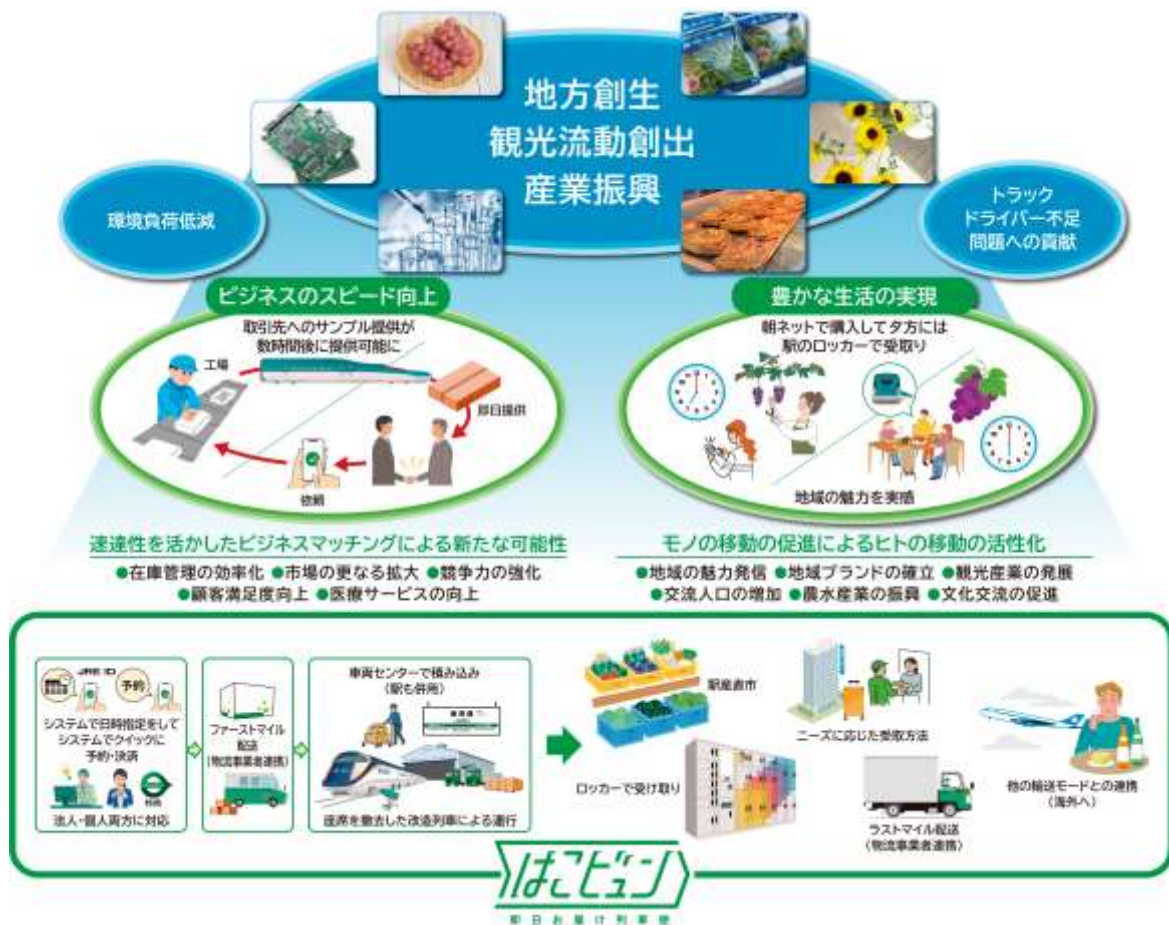 地方創生
観光流動創出
産業振興
環境負荷低減
トラック
ドライバー不足
問題への貢献
ビジネスのスピード向上
取引先へのサンプル提供が
数時間後に提供可能に
工場
即日提供
依頼
豊かな生活の実現
朝ネットで購入して夕方には
駅のロッカーで受取り
地域の魅力を実感
速達性を活かしたビジネスマッチングによる新たな可能性
●在庫管理の効率化 ●市場の更なる拡大 ●競争力の強化
●顧客満足度向上 ●医療サービスの向上
モノの移動の促進によるヒトの移動の活性化
●地域の魅力発信 ●地域ブランドの確立 ●観光産業の発展
●交流人口の増加 ●農水産業の振興 ●文化交流の促進
予約
システムで日時指定をして
システムでクイックに
予約・決済
法人・個人両方に対応
ファーストマイル
配送
(物流事業者連携)
車両センターで積み込み
(駅も併用)
座席を撤去した改造列車による運行
駅産直市
ロッカーで受け取り
ニーズに応じた受取方法
ラストマイル配送
(物流事業者連携)
他の輸送モードとの連携
(海外へ)
はこビュン
即日お届け列車便